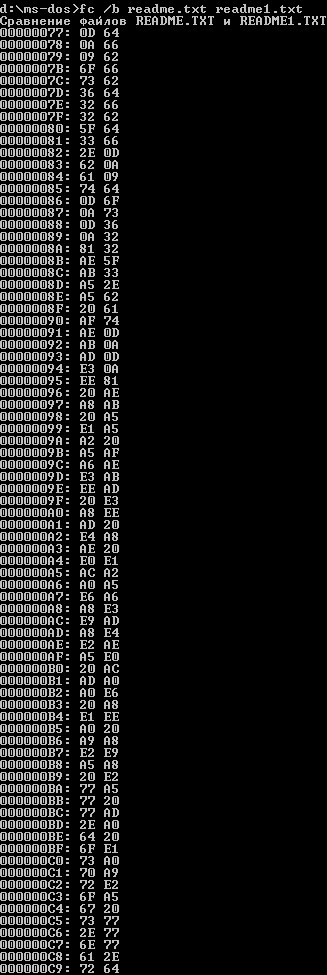 d:\ms-dos>fc /b readme.txt readme1.txt
Сравнение файлов README.TXT и README1.TXT
00000077: 0D 64
00000078: 0A 66
00000079: 09 62
0000007B: 6F 66
0000007C: 73 62
0000007D: 36 64
0000007E: 32 66
0000007F: 32 62
00000080: 5F 64
00000081: 33 66
00000082: 2E 0D
00000083: 62 0A
00000084: 61 09
00000085: 74 64
00000086: 0D 6F
00000087: 0A 73
00000088: 0D 36
00000089: 0A 32
0000008A: 81 32
0000008B: AE 5F
0000008C: AB 33
0000008D: A5 2E
0000008E: A5 62
0000008F: 20 61
00000090: AF 74
00000091: AE 0D
00000092: AB 0A
00000093: AD 0D
00000094: E3 0A
00000095: EE 81
00000096: 20 AE
00000097: A8 AB
00000098: 20 A5
00000099: E1 A5
0000009A: A2 20
0000009B: A5 AF
0000009C: A6 AE
0000009D: E3 AB
0000009E: EE AD
0000009F: 20 E3
000000A0: A8 EE
000000A1: AD 20
000000A2: E4 A8
000000A3: AE 20
000000A4: E0 E1
000000A5: AC A2
000000A6: A0 A5
000000A7: E6 A6
000000A8: A8 E3
000000AC: E9 AD
000000AD: A8 E4
000000AE: E2 AE
000000AF: A5 E0
000000B0: 20 AC
000000B1: AD A0
000000B2: A0 E6
000000B3: 20 A8
000000B4: E1 EE
000000B5: A0 20
000000B6: A9 A8
000000B7: E2 E9
000000B8: A5 A8
000000B9: 20 E2
000000BA: 77 A5
000000BB: 77 20
000000BC: 77 AD
000000BD: 2E A0
000000BE: 64 20
000000BF: 6F E1
000000C0: 73 A0
000000C1: 70 A9
000000C2: 72 E2
000000C3: 6F A5
000000C4: 67 20
000000C5: 73 77
000000C6: 2E 77
000000C7: 6E 77
000000C8: 61 2E
000000C9: 72 64